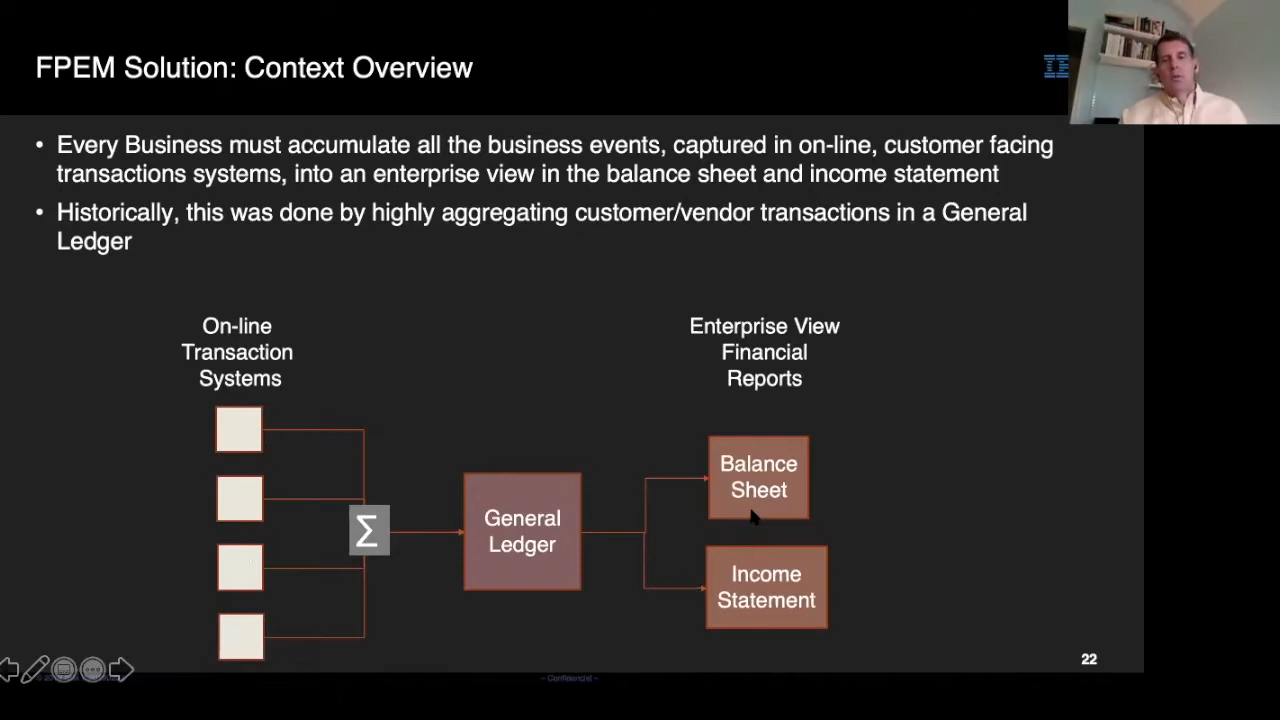 FPEM Solution: Context Overview
• Every Business must accumulate all the business events, captured in on-line, customer facing
transactions systems, into an enterprise view in the balance sheet and income statement
• Historically, this was done by highly aggregating customer/vendor transactions in a General
Ledger
On-line
Transaction
Systems
Enterprise View
Financial
Reports
Σ
General
Ledger
Balance
Sheet
Income
Statement
22
– Confidential –